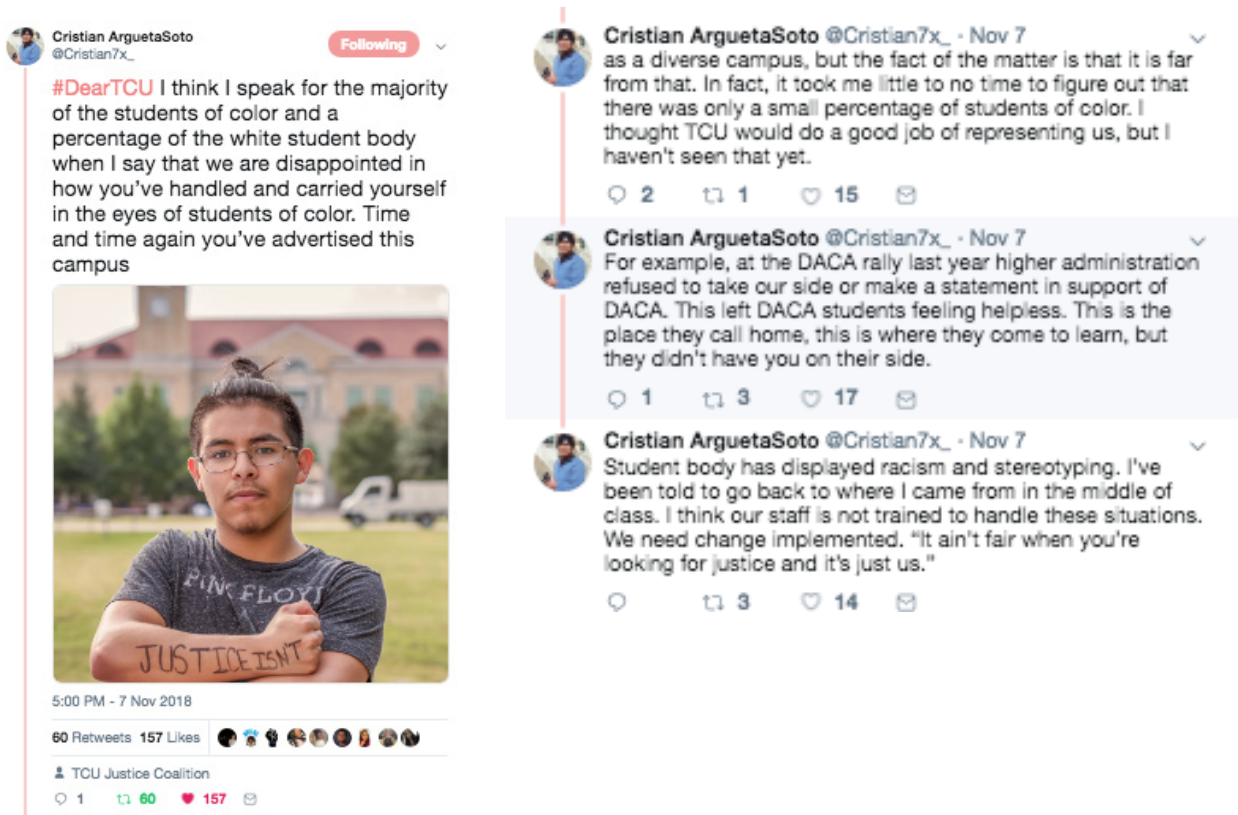 Cristian ArguetaSoto
@Cristian7x_
Following
#DearTCU I think I speak for the majority
of the students of color and a
percentage of the white student body
when I say that we are disappointed in
how you've handled and carried yourself
in the eyes of students of color. Time
and time again you've advertised this
campus
PINK FLOYD
JUSTICE ISN'T
5:00 PM - 7 Nov 2018
60 Retweets 157 Likes
TCU Justice Coalition
1 60 157
Cristian ArguetaSoto @Cristian7x_ · Nov 7
as a diverse campus, but the fact of the matter is that it is far
from that. In fact, it took me little to no time to figure out that
there was only a small percentage of students of color. I
thought TCU would do a good job of representing us, but I
haven't seen that yet.
2 1 15
Cristian ArguetaSoto @Cristian7x_ · Nov 7
For example, at the DACA rally last year higher administration
refused to take our side or make a statement in support of
DACA. This left DACA students feeling helpless. This is the
place they call home, this is where they come to learn, but
they didn't have you on their side.
1 3 17
Cristian ArguetaSoto @Cristian7x_ · Nov 7
Student body has displayed racism and stereotyping. I've
been told to go back to where I came from in the middle of
class. I think our staff is not trained to handle these situations.
We need change implemented. “It ain't fair when you're
looking for justice and it's just us.”
3 14